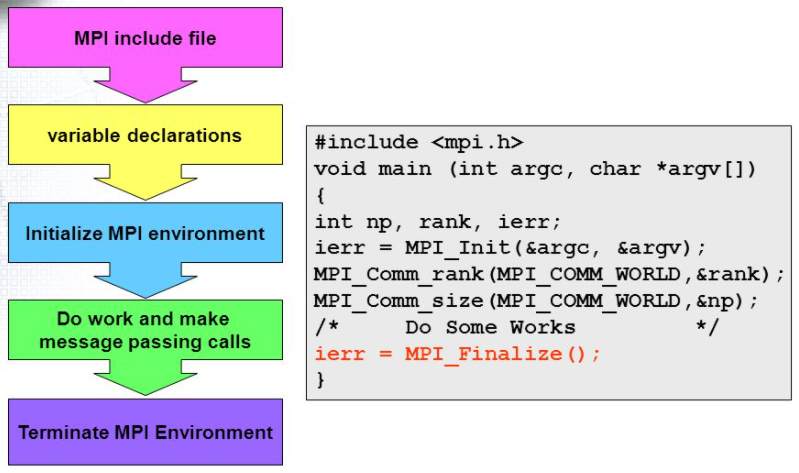 MPI include file
variable declarations
Initialize MPI environment
Do work and make
message passing calls
Terminate MPI Environment
#include <mpi.h>
void main (int argc, char *argv[])
{
int np, rank, ierr;
ierr = MPI_Init(&argc, &argv);
MPI_Comm_rank(MPI_COMM_WORLD,&rank);
MPI_Comm_size(MPI_COMM_WORLD,&np);
/*     Do Some Works          */
ierr = MPI_Finalize();
}